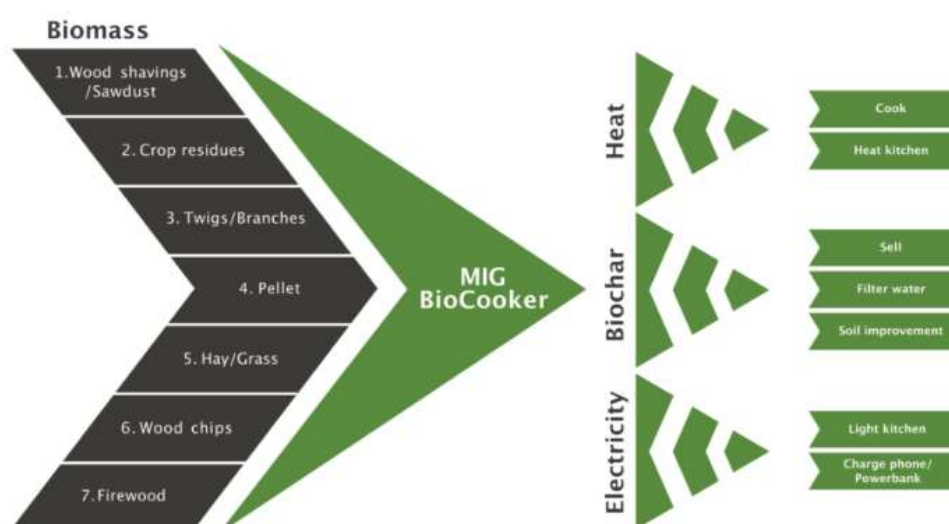 Biomass
1.Wood shavings
/Sawdust
2. Crop residues
3. Twigs/Branches
4. Pellet
5. Hay/Grass
6. Wood chips
7. Firewood
MIG
BioCooker
Heat
Cook
Heat kitchen
Biochar
Sell
Filter water
Soil improvement
Electricity
Light kitchen
Charge phone/
Powerbank